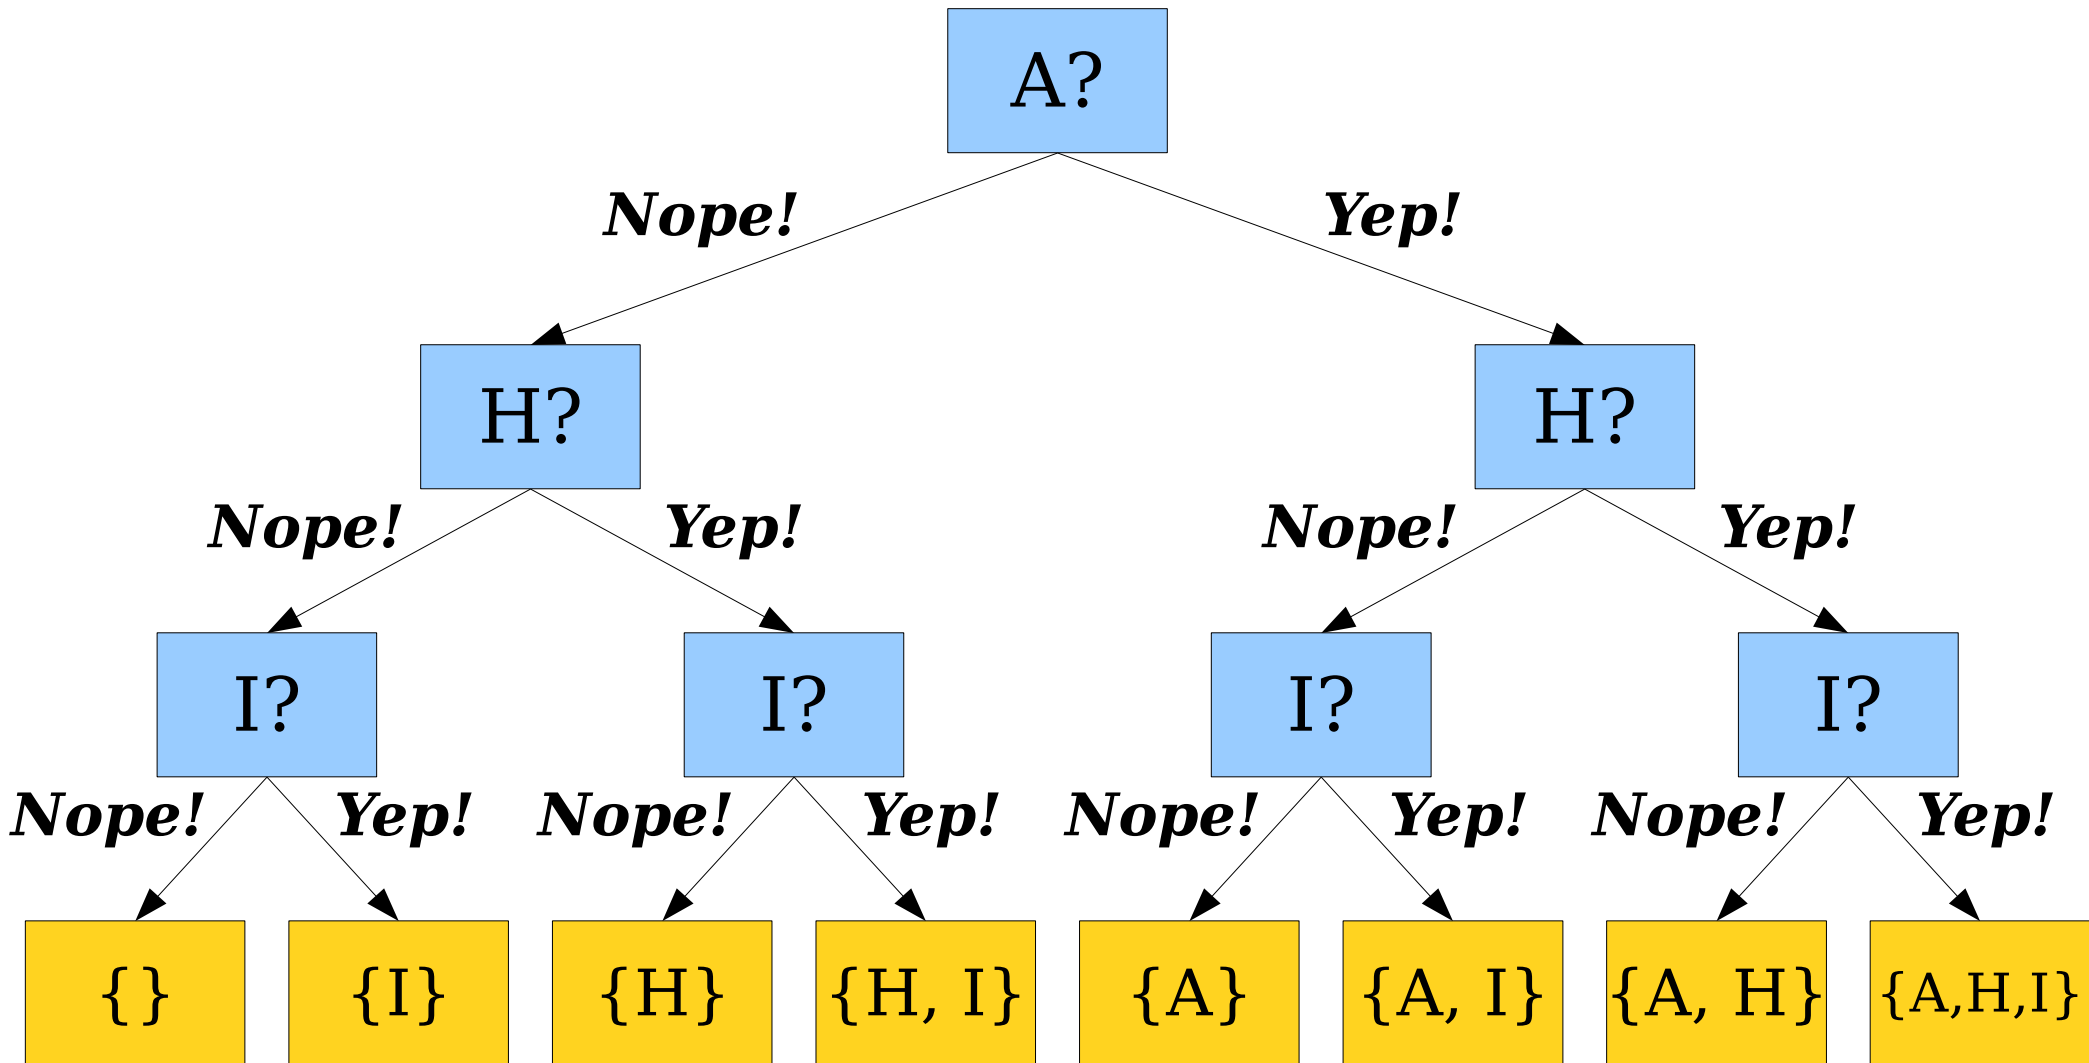 A?
Nope! Yep!
H? H?
Nope! Yep! Nope! Yep!
I? I? I? I?
Nope! Yep! Nope! Yep! Nope! Yep! Nope! Yep!
{} {I} {H} {H, I} {A} {A, I} {A, H} {A,H,I}